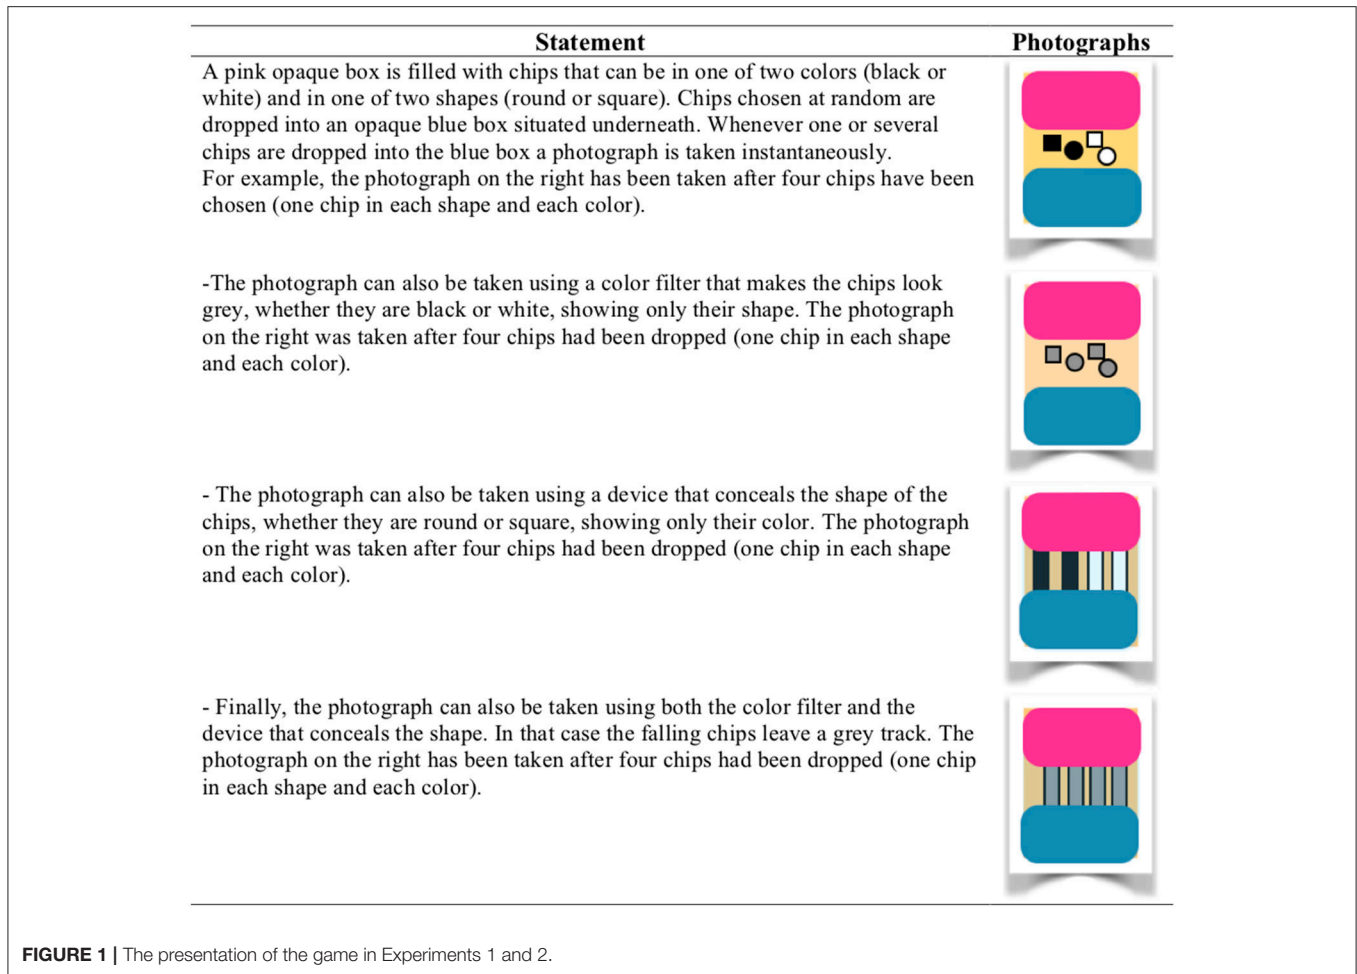 Statement
Photographs
A pink opaque box is filled with chips that can be in one of two colors (black or
white) and in one of two shapes (round or square). Chips chosen at random are
dropped into an opaque blue box situated underneath. Whenever one or several
chips are dropped into the blue box a photograph is taken instantaneously.
For example, the photograph on the right has been taken after four chips have been
chosen (one chip in each shape and each color).
-The photograph can also be taken using a color filter that makes the chips look
grey, whether they are black or white, showing only their shape. The photograph
on the right was taken after four chips had been dropped (one chip in each shape
and each color).
- The photograph can also be taken using a device that conceals the shape of the
chips, whether they are round or square, showing only their color. The photograph
on the right was taken after four chips had been dropped (one chip in each shape
and each color).
- Finally, the photograph can also be taken using both the color filter and the
device that conceals the shape. In that case the falling chips leave a grey track. The
photograph on the right has been taken after four chips had been dropped (one chip
in each shape and each color).
FIGURE 1 | The presentation of the game in Experiments 1 and 2.